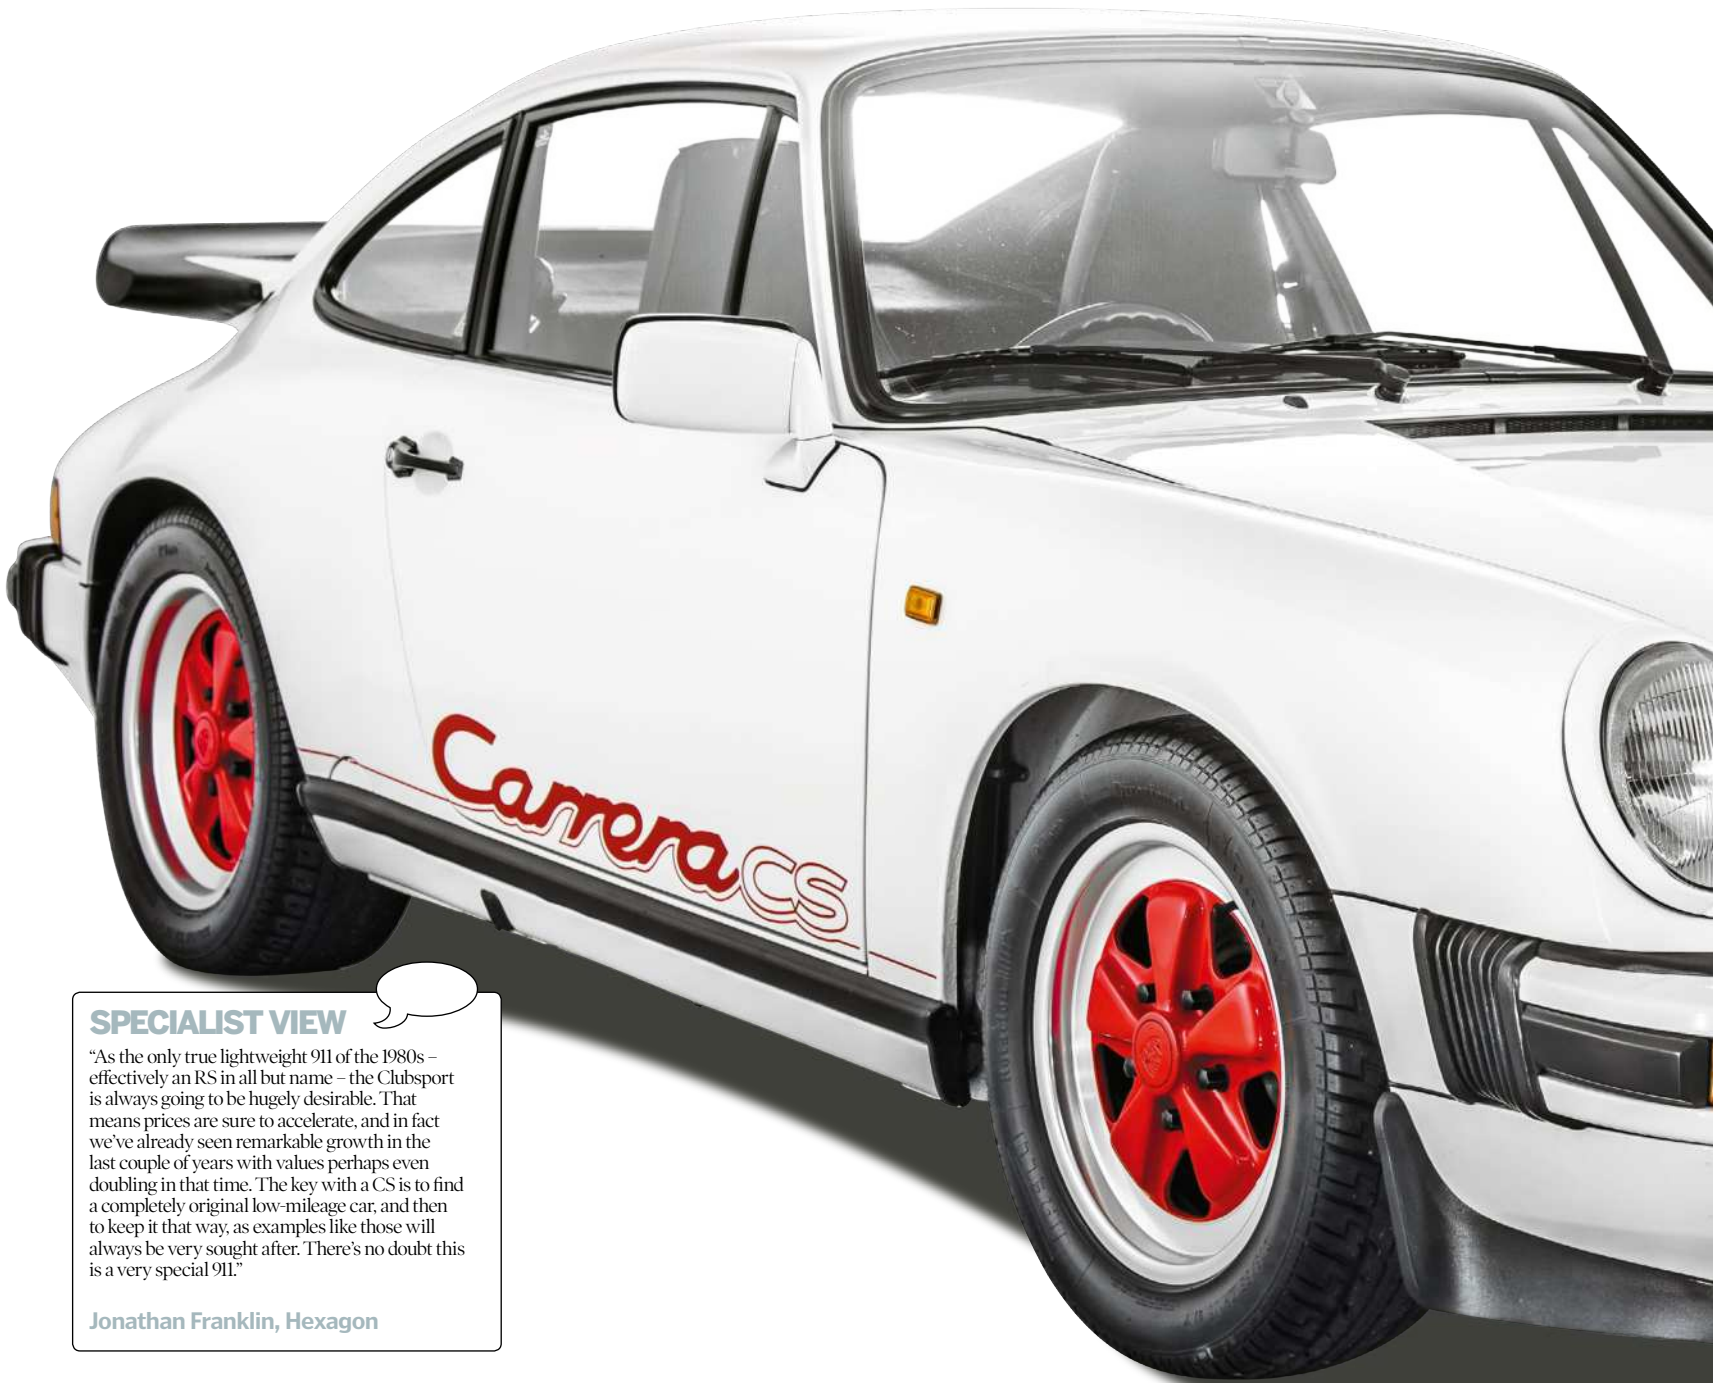 Carrera CS
PIRELLI
SPECIALIST VIEW
“As the only true lightweight 911 of the 1980s –
effectively an RS in all but name – the Clubsport
is always going to be hugely desirable. That
means prices are sure to accelerate, and in fact
we’ve already seen remarkable growth in the
last couple of years with values perhaps even
doubling in that time. The key with a CS is to find
a completely original low-mileage car, and then
to keep it that way, as examples like those will
always be very sought after. There’s no doubt this
is a very special 911.”
Jonathan Franklin, Hexagon